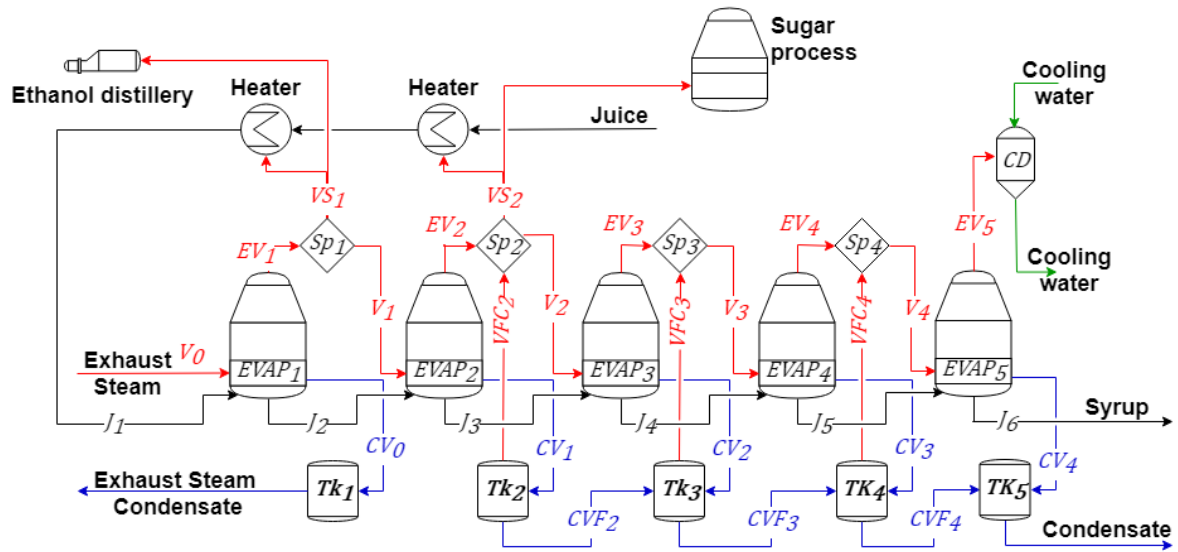 Sugar
process
Ethanol distillery
Heater
Heater
Juice
Cooling
water
CD
VS1
VS2
EV1
Sp1
EV2
Sp2
EV3
Sp3
EV4
Sp4
EV5
Cooling
water
V1
VFC2
V2
VFC3
V3
VFC4
V4
Exhaust
Steam
V0
EVAP1
EVAP2
EVAP3
EVAP4
EVAP5
J1
J2
J3
J4
J5
J6
Syrup
CV0
CV1
CV2
CV3
CV4
Exhaust Steam
Condensate
Tk1
Tk2
CVF2
Tk3
CVF3
TK4
CVF4
TK5
Condensate